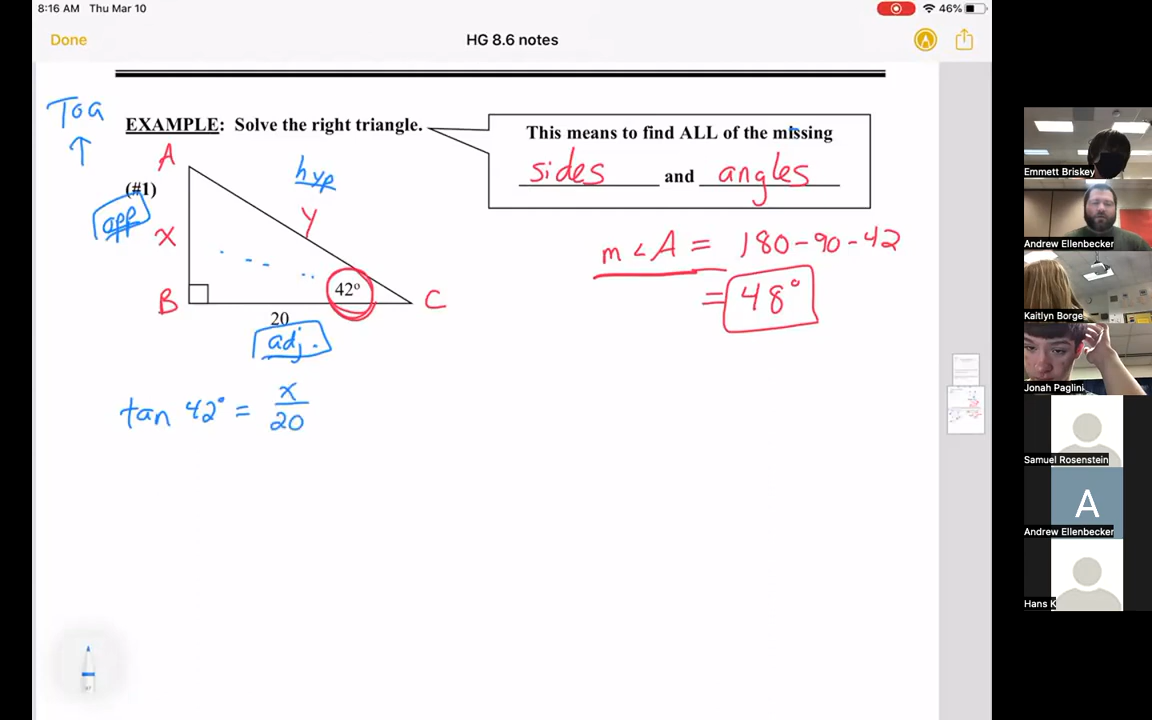 8:16 AM Thu Mar 10
46%
Done
HG 8.6 notes
TOA
EXAMPLE: Solve the right triangle.
This means to find ALL of the missing
sides and angles
A
hyp
(#1)
opp
x
y
m<A = 180-90-42
= 48°
B
42°
C
20
adj.
tan 42° = x/20
Emmett Briskey
Andrew Ellenbecker
Kaitlyn Borge
Jonah Paglini
Samuel Rosenstein
A
Andrew Ellenbecker
Hans K